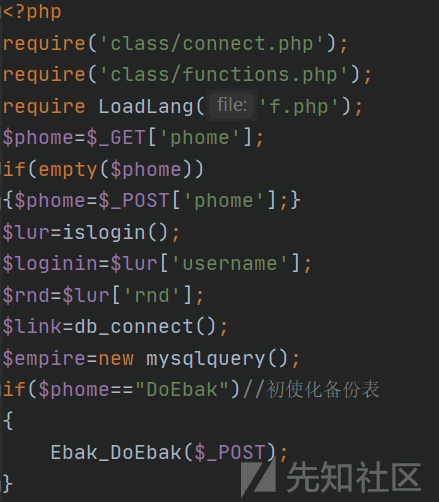 <?php
require('class/connect.php');
require('class/functions.php');
require LoadLang( file: 'f.php');
$phome=$_GET['phome'];
if(empty($phome))
{$phome=$_POST['phome'];}
$lur=islogin();
$loginin=$lur['username'];
$rnd=$lur['rnd'];
$link=db_connect();
$empire=new mysqlquery();
if($phome=="DoEbak")//初使化备份表
{
    Ebak_DoEbak($_POST);
}
先知社区